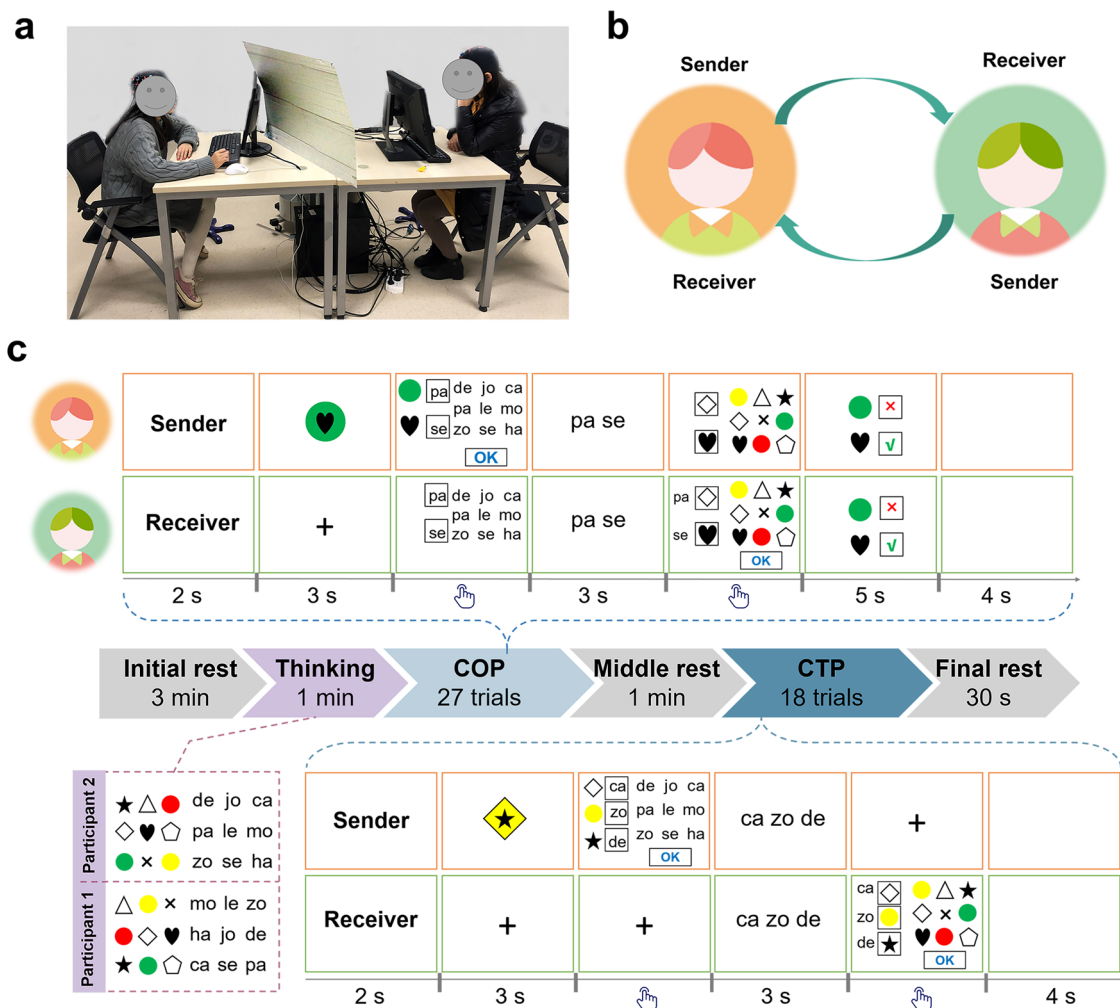 a
b
Sender
Receiver
Receiver
Sender
c
Sender
pa de jo ca
pa le mo
se zo se ha
OK
pa se
×
√
Receiver
+
pa de jo ca
pa le mo
se zo se ha
pa se
pa
se
OK
×
√
2 s
3 s
3 s
5 s
4 s
Initial rest
3 min
Thinking
1 min
COP
27 trials
Middle rest
1 min
CTP
18 trials
Final rest
30 s
Participant 2
de jo ca
pa le mo
zo se ha
Participant 1
mo le zo
ha jo de
ca se pa
Sender
ca de jo ca
zo pa le mo
de zo se ha
OK
ca zo de
+
Receiver
+
+
ca zo de
ca
zo
de
OK
2 s
3 s
3 s
4 s